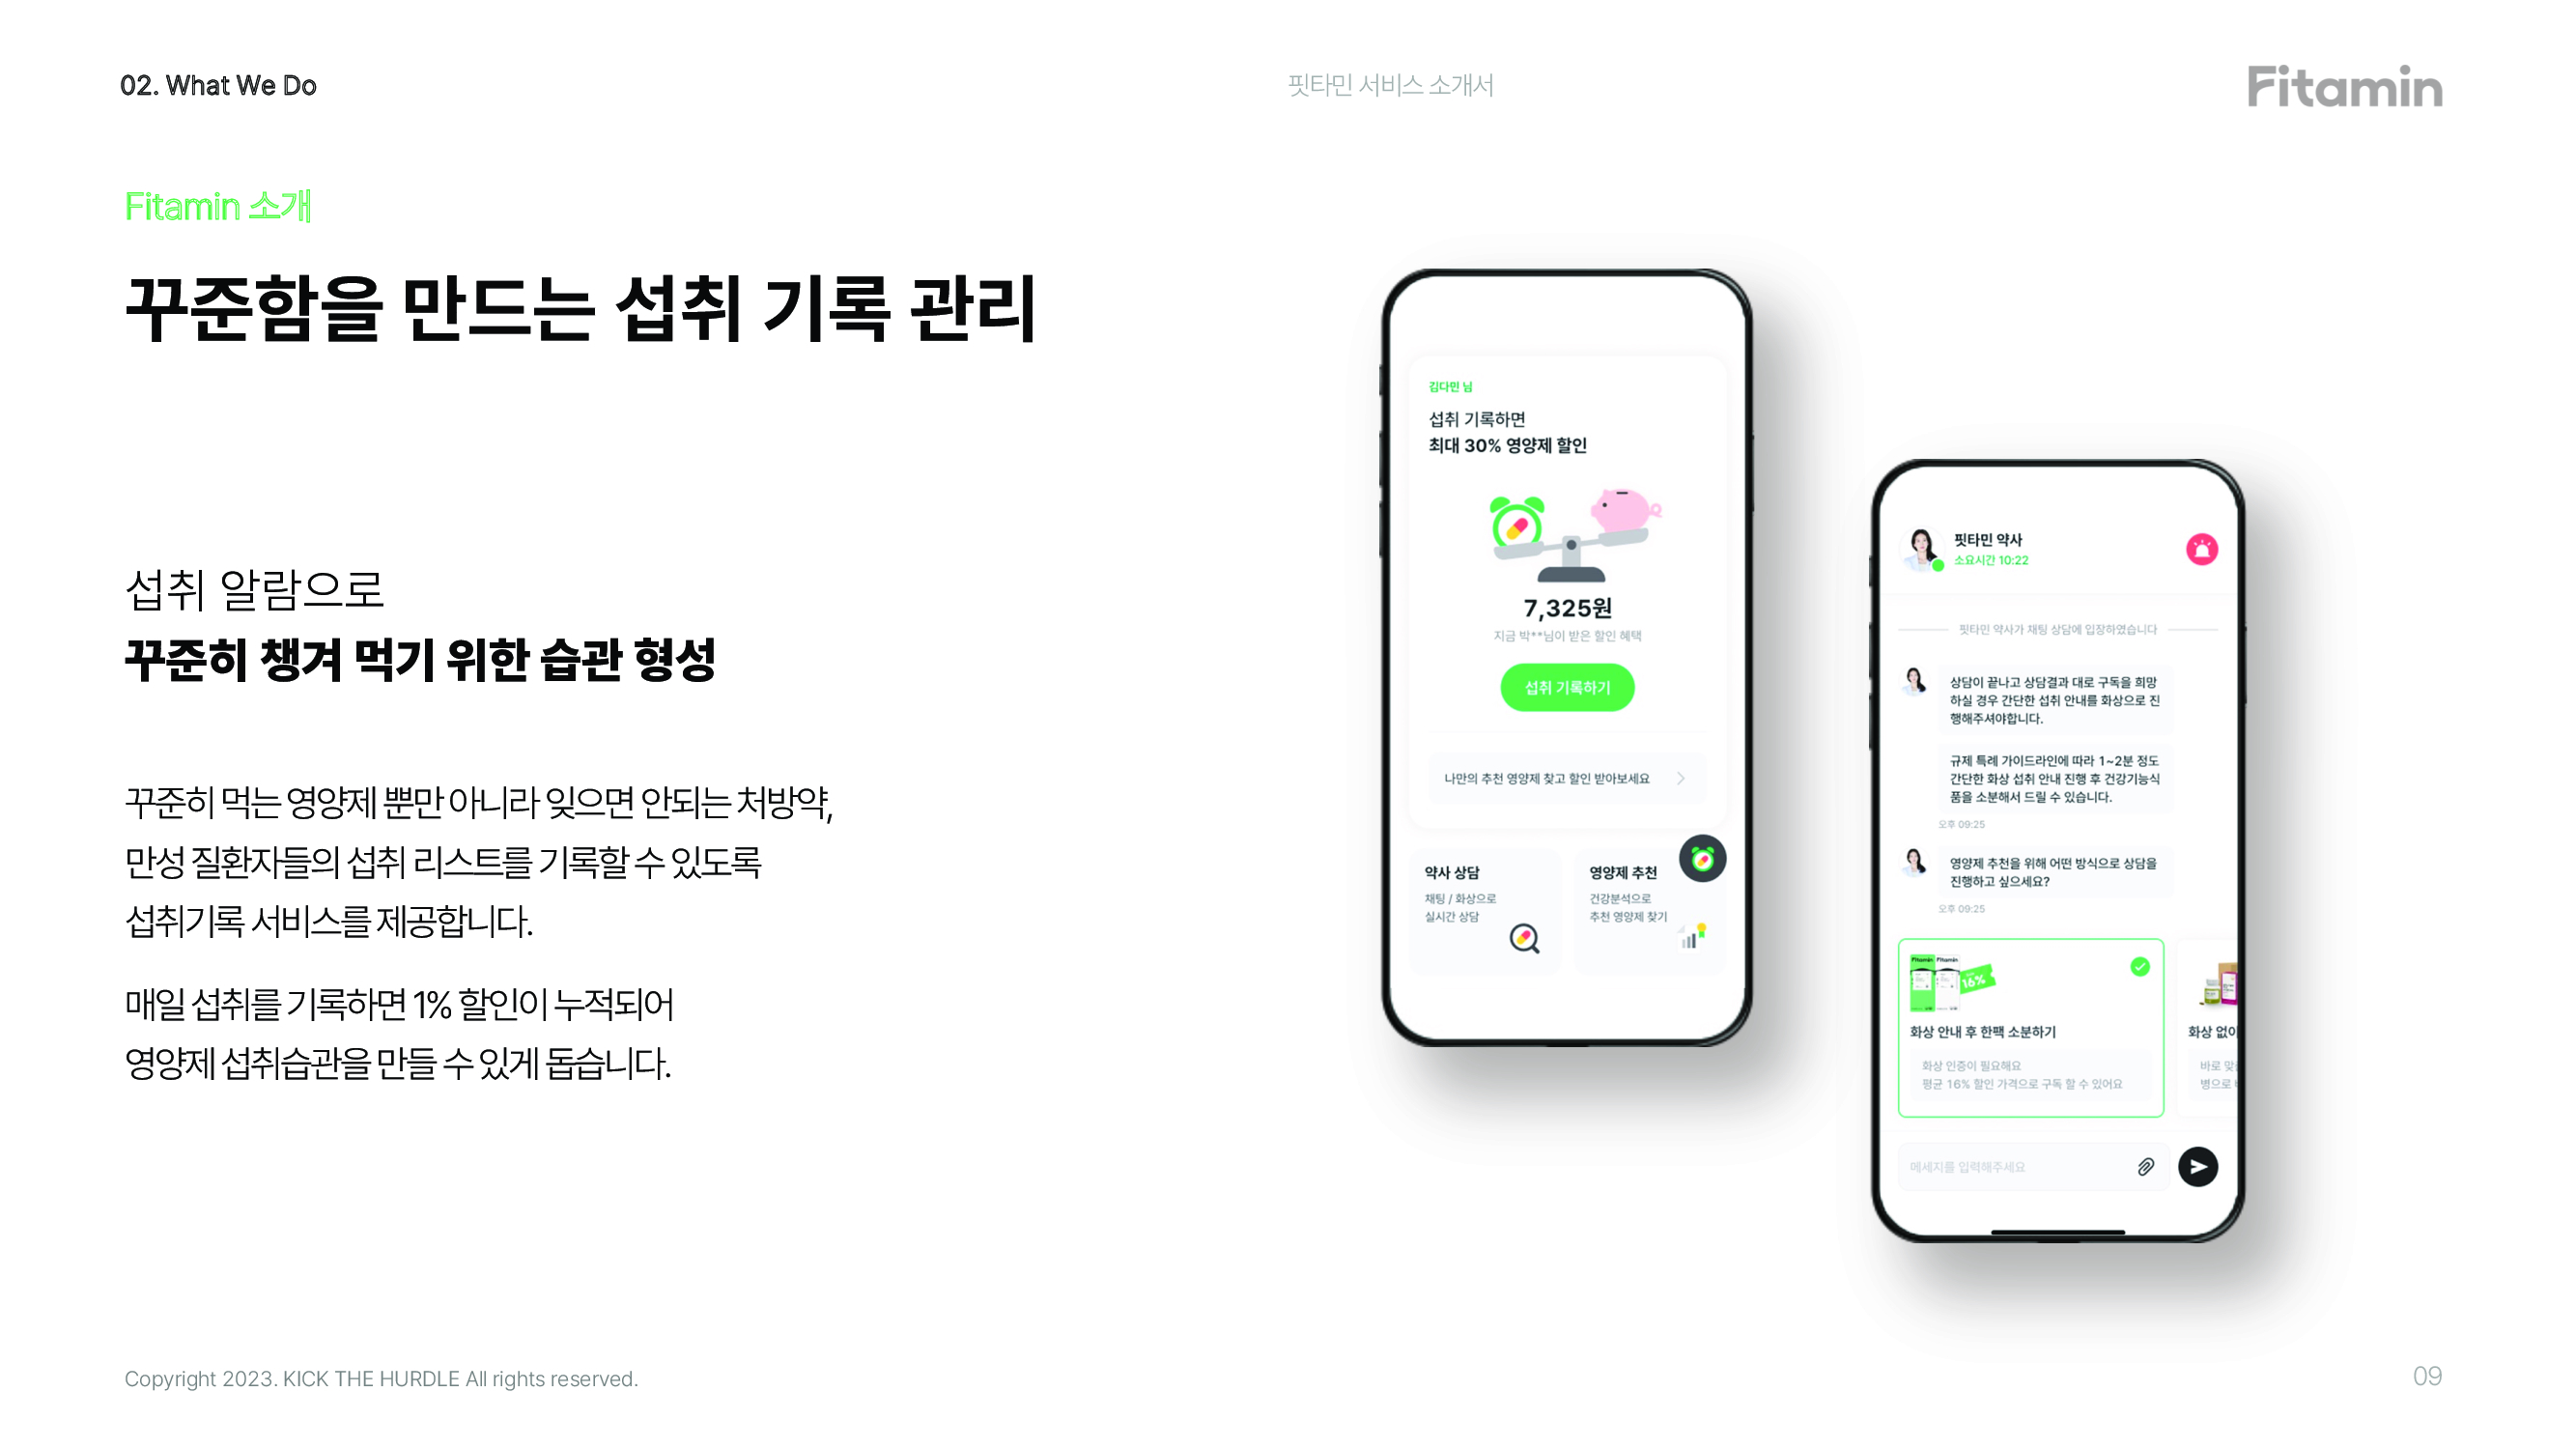 02. What We Do
핏타민 서비스 소개서
Fitamin
Fitamin 소개
꾸준함을 만드는 섭취 기록 관리
섭취 알람으로
꾸준히 챙겨 먹기 위한 습관 형성
꾸준히 먹는 영양제 뿐만 아니라 잊으면 안되는 처방약,
만성 질환자들의 섭취 리스트를 기록할 수 있도록
섭취기록 서비스를 제공합니다.
매일 섭취를 기록하면 1% 할인이 누적되어
영양제 섭취습관을 만들 수 있게 돕습니다.
김다민 님
섭취 기록하면
최대 30% 영양제 할인
7,325원
지금 박**님이 받은 할인 혜택
섭취 기록하기
나만의 추천 영양제 찾고 할인 받아보세요
약사 상담
채팅 / 화상으로
실시간 상담
영양제 추천
건강분석으로
추천 영양제 찾기
핏타민 약사
소요시간 10:22
핏타민 약사가 채팅 상담에 입장하였습니다
상담이 끝나고 상담결과 대로 구독을 희망
하실 경우 간단한 섭취 안내를 화상으로 진
행해주셔야합니다.
규제 특례 가이드라인에 따라 1~2분 정도
간단한 화상 섭취 안내 진행 후 건강기능식
품을 소분해서 드릴 수 있습니다.
오후 09:25
영양제 추천을 위해 어떤 방식으로 상담을
진행하고 싶으세요?
오후 09:25
Fitamin Fitamin
16%
화상 안내 후 한팩 소분하기
화상 인증이 필요해요
평균 16% 할인 가격으로 구독 할 수 있어요
화상 없이
바로 맞
병으로
메세지를 입력해주세요
Copyright 2023. KICK THE HURDLE All rights reserved.
09